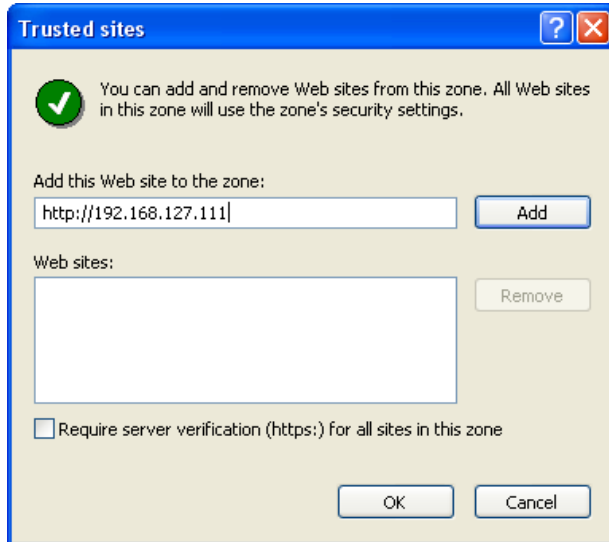 Trusted sites
You can add and remove Web sites from this zone. All Web sites
in this zone will use the zone's security settings.
Add this Web site to the zone:
http://192.168.127.111
Add
Web sites:
Remove
Require server verification (https:) for all sites in this zone
OK
Cancel